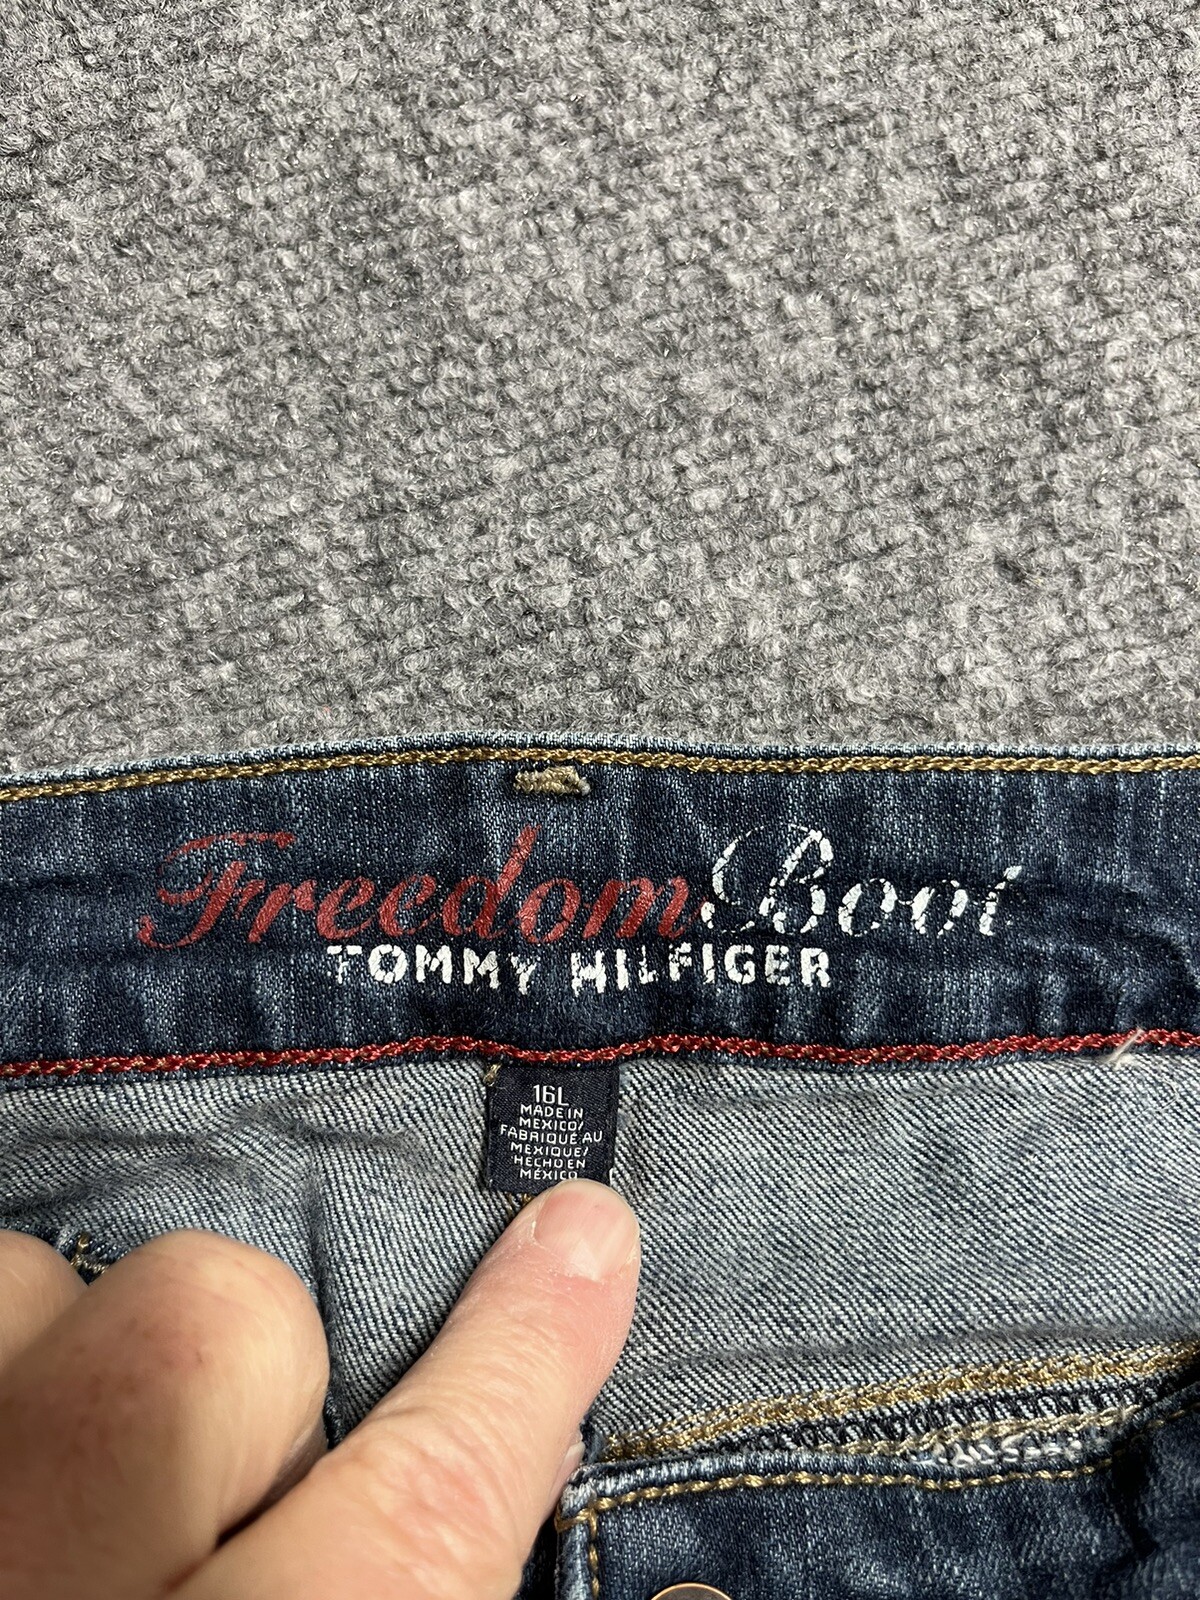 Freedom Boot
TOMMY HILFIGER
16L
MADE IN
MEXICO/
FABRIQUÉ AU
MEXIQUE/
HECHO EN
MÉXICO